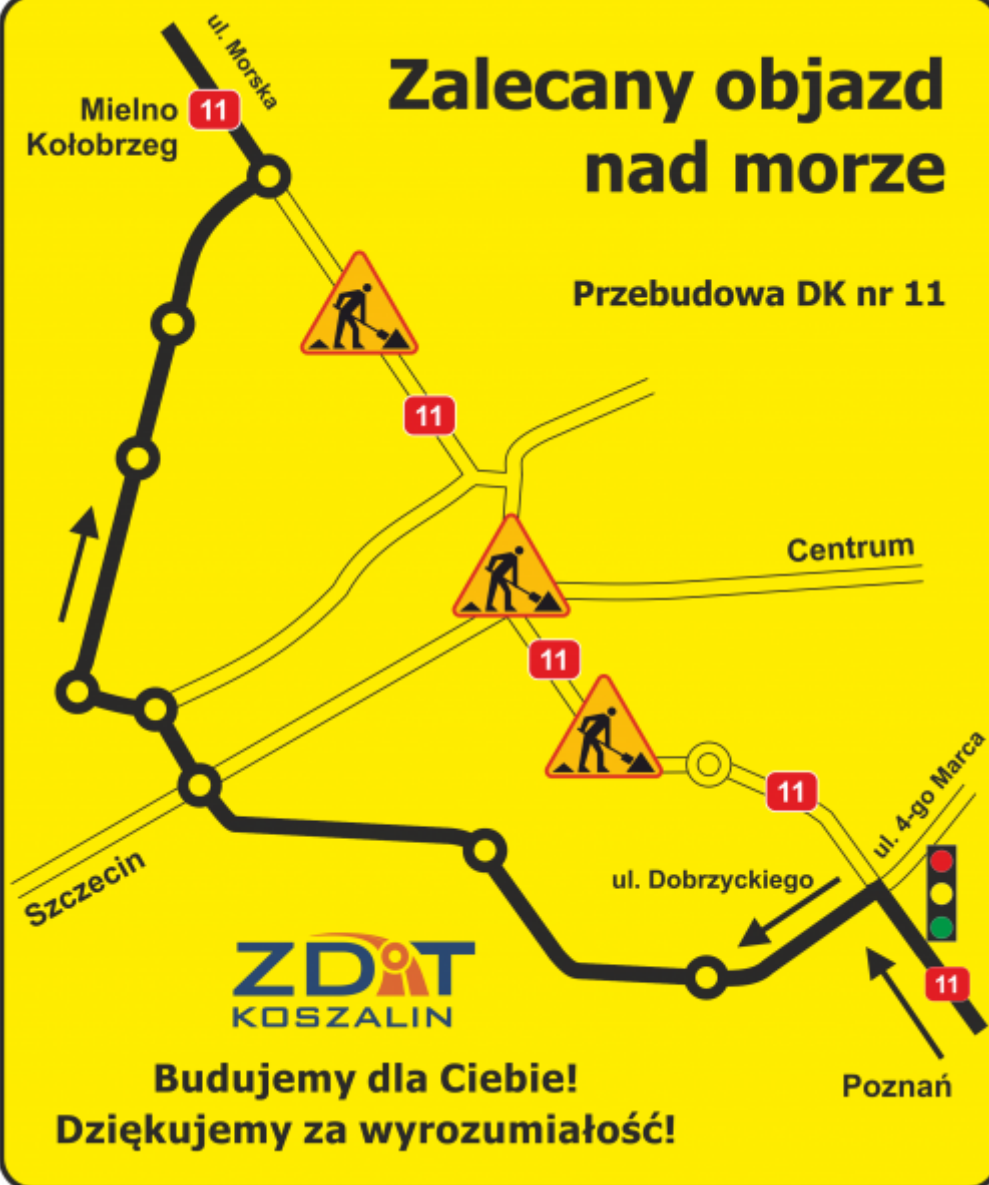 ul. Morska
Zalecany objazd
nad morze
Mielno
Kołobrzeg
11
Przebudowa DK nr 11
11
Centrum
11
11
ul. 4-go Marca
ul. Dobrzyckiego
Szczecin
11
ZDiT
KOSZALIN
Poznań
Budujemy dla Ciebie!
Dziękujemy za wyrozumiałość!